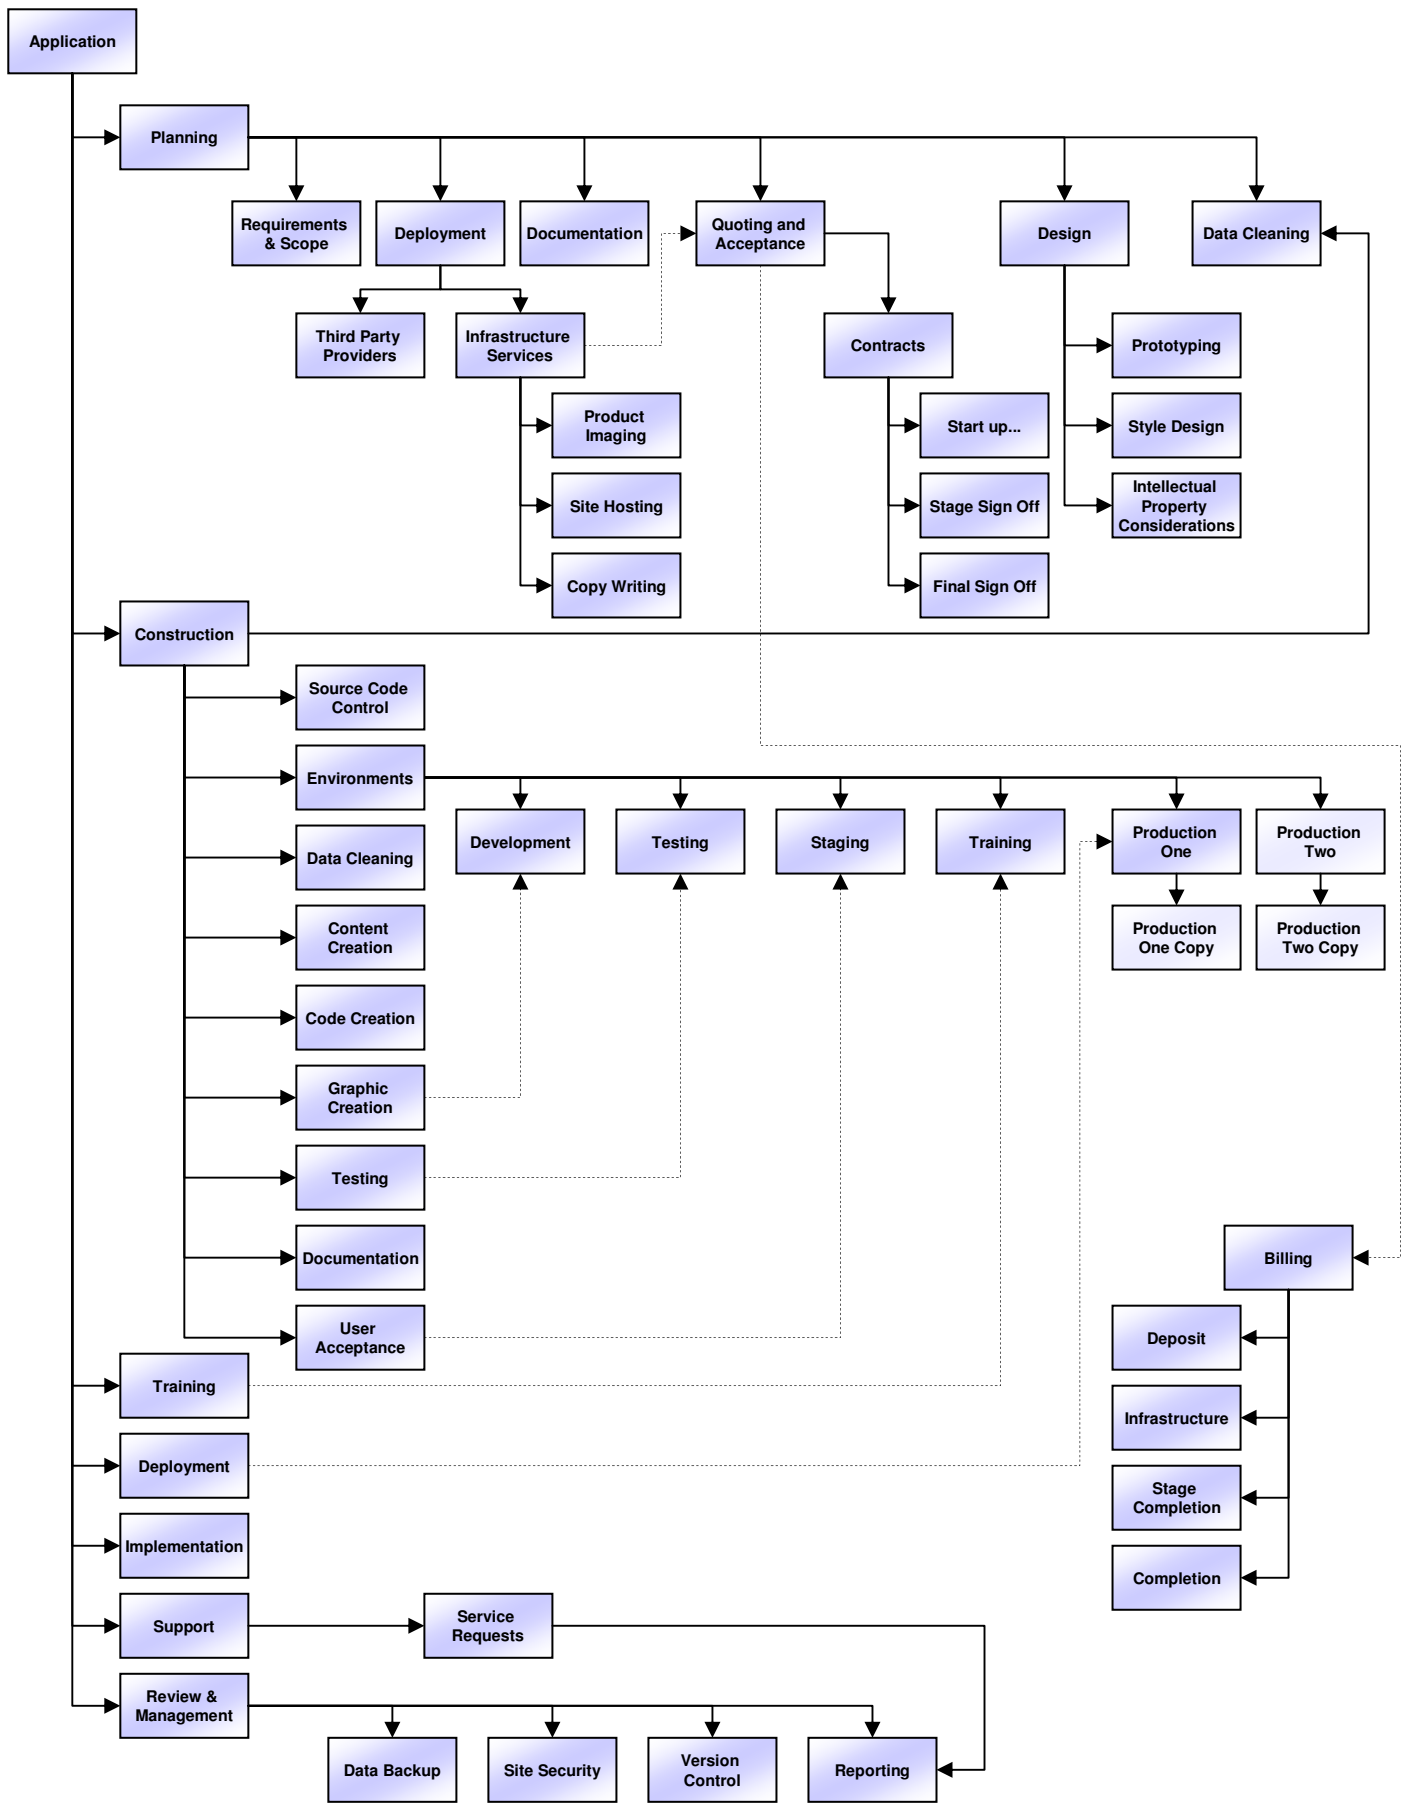 Application
Planning
Requirements
& Scope
Deployment
Documentation
Quoting and
Acceptance
Design
Data Cleaning
Third Party
Providers
Infrastructure
Services
Contracts
Prototyping
Product
Imaging
Start up...
Style Design
Site Hosting
Stage Sign Off
Intellectual
Property
Considerations
Copy Writing
Final Sign Off
Construction
Source Code
Control
Environments
Development
Testing
Staging
Training
Production
One
Production
Two
Data Cleaning
Content
Creation
Production
One Copy
Production
Two Copy
Code Creation
Graphic
Creation
Testing
Documentation
Billing
User
Acceptance
Deposit
Training
Infrastructure
Deployment
Stage
Completion
Implementation
Completion
Support
Service
Requests
Review &
Management
Data Backup
Site Security
Version
Control
Reporting